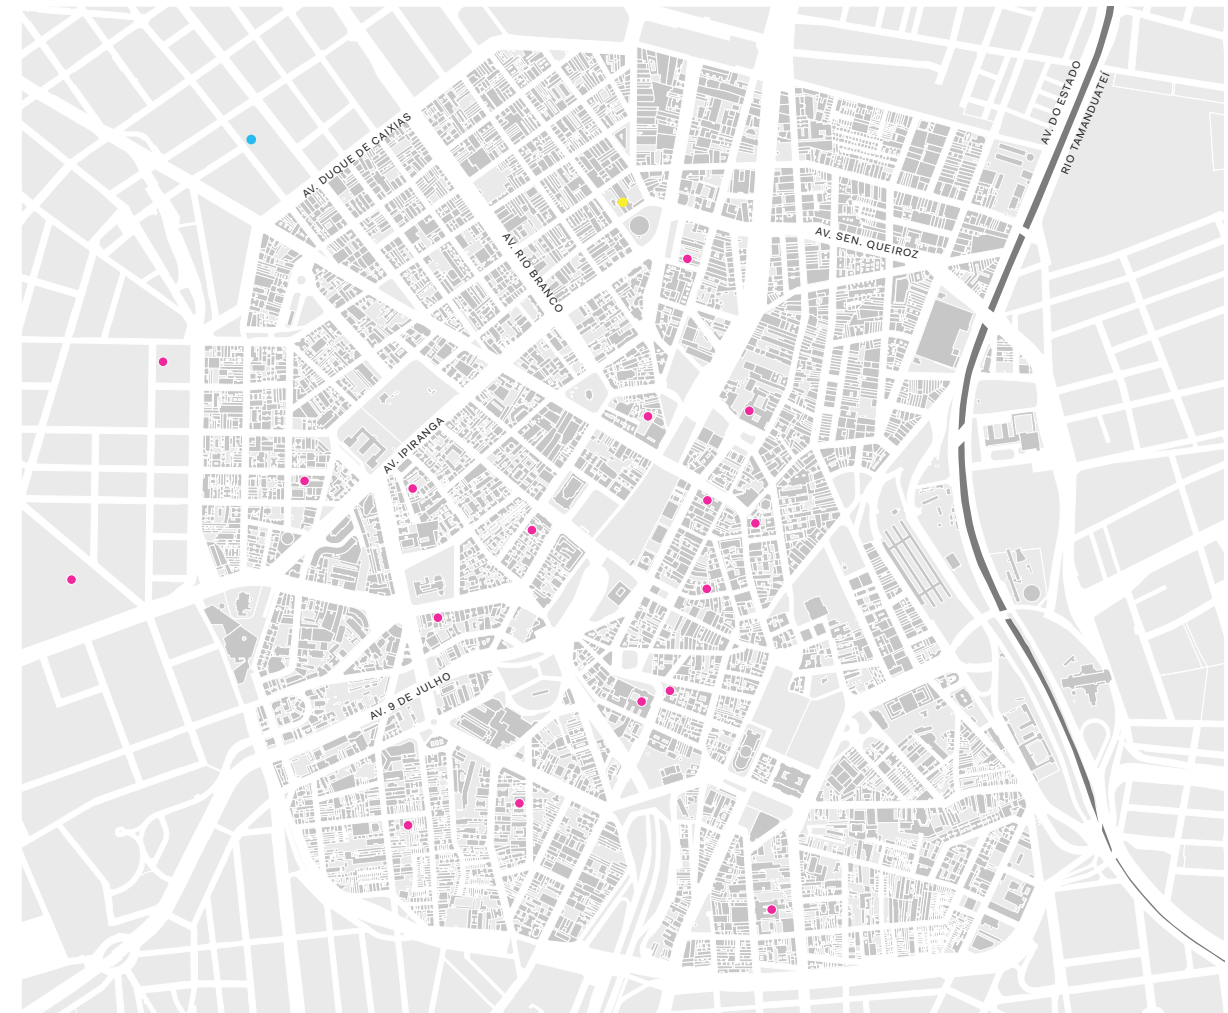 AV. DO ESTADO
RIO TAMANDUATEÍ
AV. DUQUE DE CAIXIAS
AV. RIO BRANCO
AV. SEN. QUEIROZ
AV. IPIRANGA
AV. 9 DE JULHO